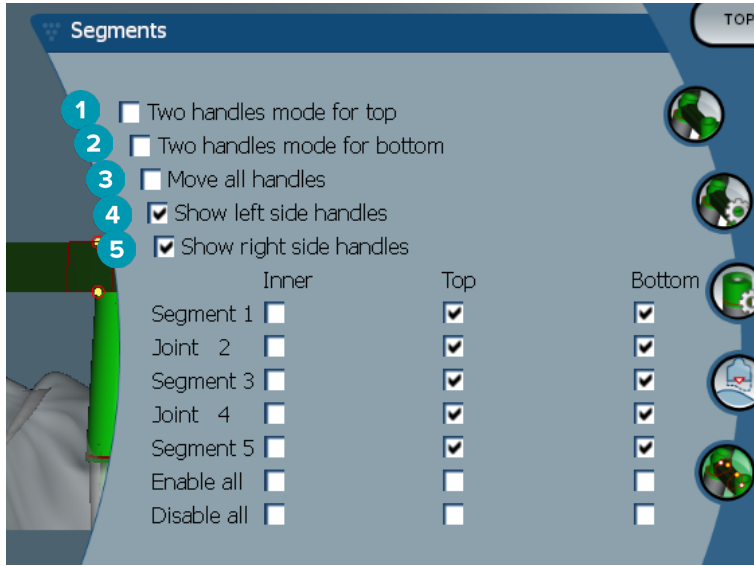 Segments
TOP
1 Two handles mode for top
2 Two handles mode for bottom
3 Move all handles
4 Show left side handles
5 Show right side handles
Inner Top Bottom
Segment 1
Joint 2
Segment 3
Joint 4
Segment 5
Enable all
Disable all